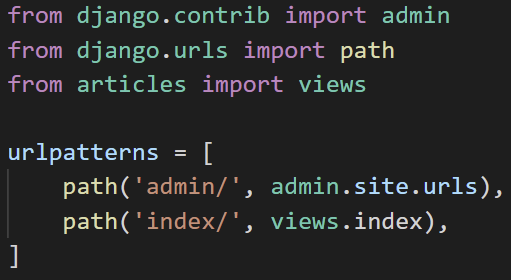 from django.contrib import admin
from django.urls import path
from articles import views

urlpatterns = [
    path('admin/', admin.site.urls),
    path('index/', views.index),
]